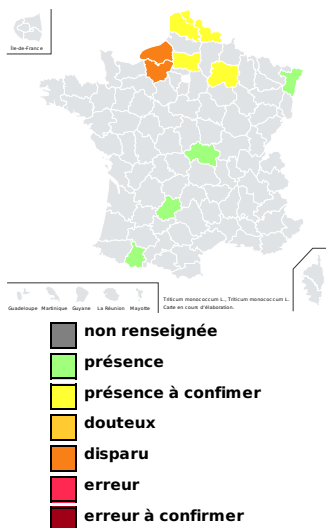 Île-de-France
Guadeloupe Martinique Guyane La Réunion Mayotte
Triticum monococcum L., Triticum monococcum L.
Carte en cours d'élaboration.
non renseignée
présence
présence à confimer
douteux
disparu
erreur
erreur à confirmer